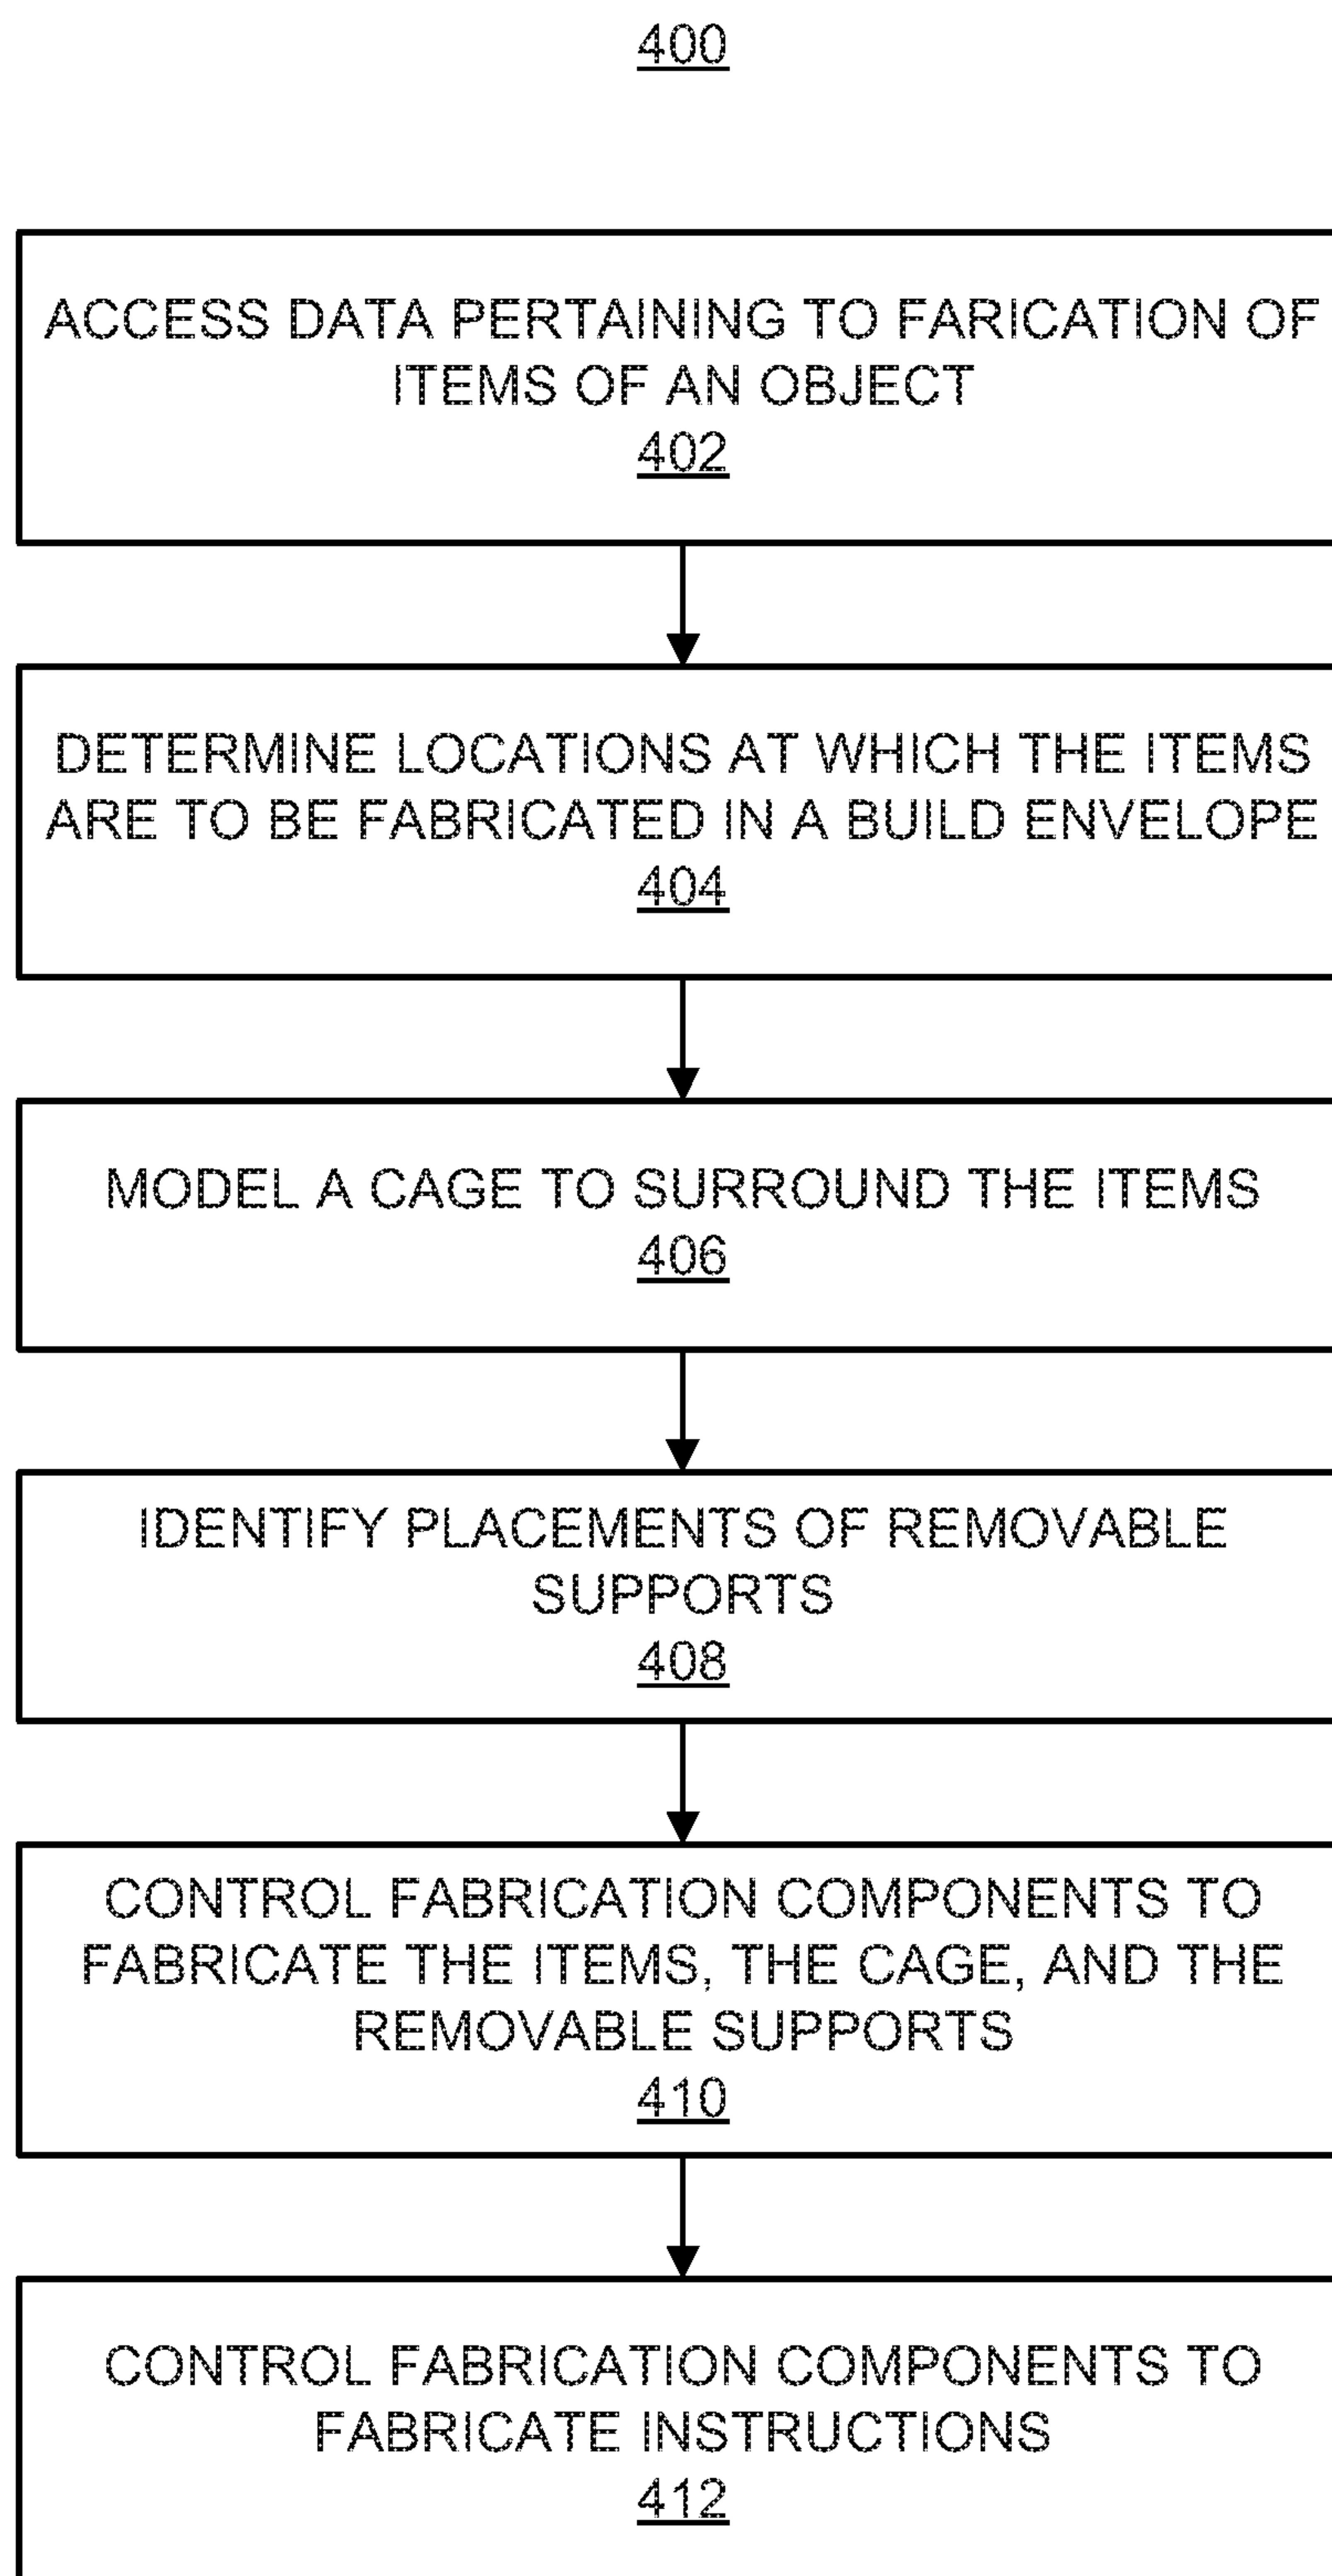 400
ACCESS DATA PERTAINING TO FARICATION OF
ITEMS OF AN OBJECT
402
DETERMINE LOCATIONS AT WHICH THE ITEMS
ARE TO BE FABRICATED IN A BUILD ENVELOPE
404
MODEL A CAGE TO SURROUND THE ITEMS
406
IDENTIFY PLACEMENTS OF REMOVABLE
SUPPORTS
408
CONTROL FABRICATION COMPONENTS TO
FABRICATE THE ITEMS, THE CAGE, AND THE
REMOVABLE SUPPORTS
410
CONTROL FABRICATION COMPONENTS TO
FABRICATE INSTRUCTIONS
412